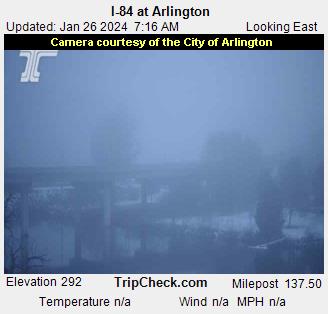 I-84 at Arlington
Updated: Jan 26 2024 7:16 AM Looking East
Camera courtesy of the City of Arlington
Elevation 292 TripCheck.com Milepost 137.50
Temperature n/a Wind n/a MPH n/a